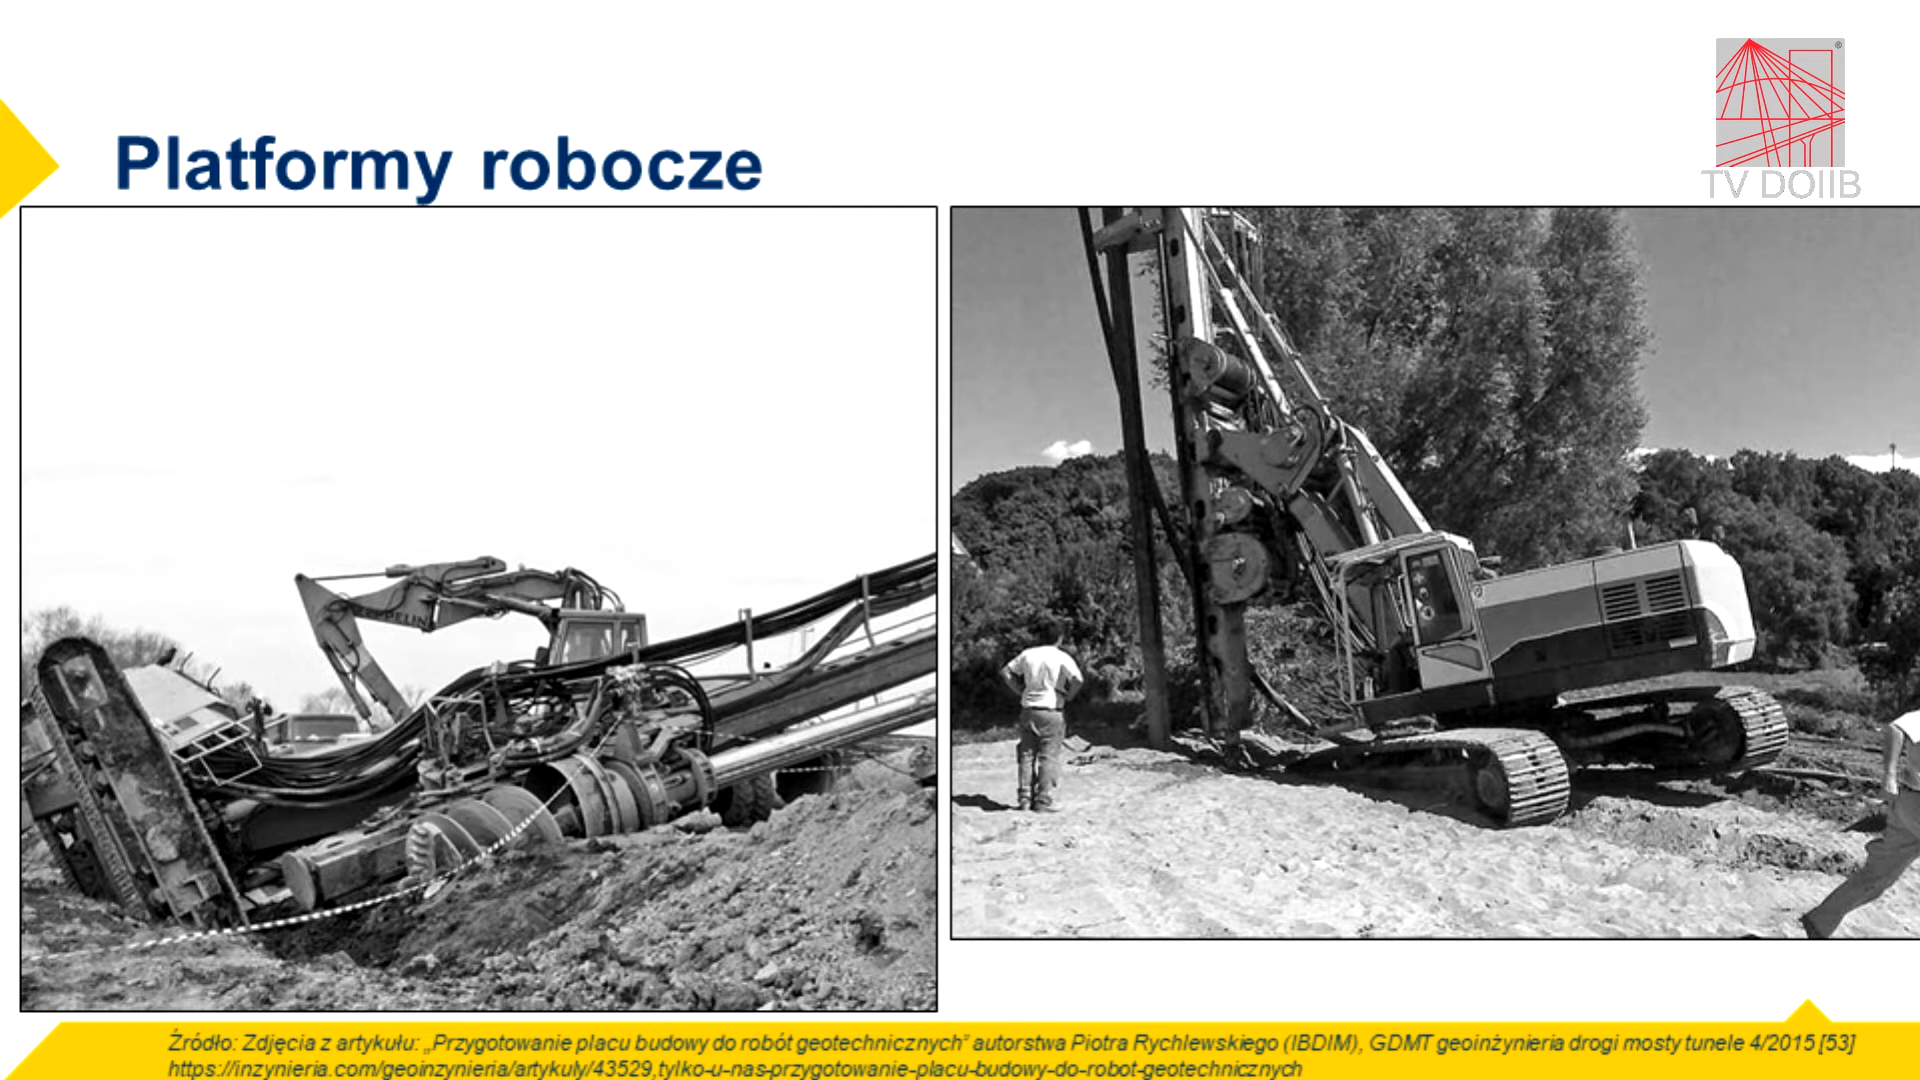 ®
TV DOIIB
Platformy robocze
ZEPPELIN
Źródło: Zdjęcia z artykułu: „Przygotowanie placu budowy do robót geotechnicznych” autorstwa Piotra Rychlewskiego (IBDIM), GDMT geoinżynieria drogi mosty tunele 4/2015 [53]
https://inzynieria.com/geoinzynieria/artykuly/43529,tylko-u-nas-przygotowanie-placu-budowy-do-robot-geotechnicznych